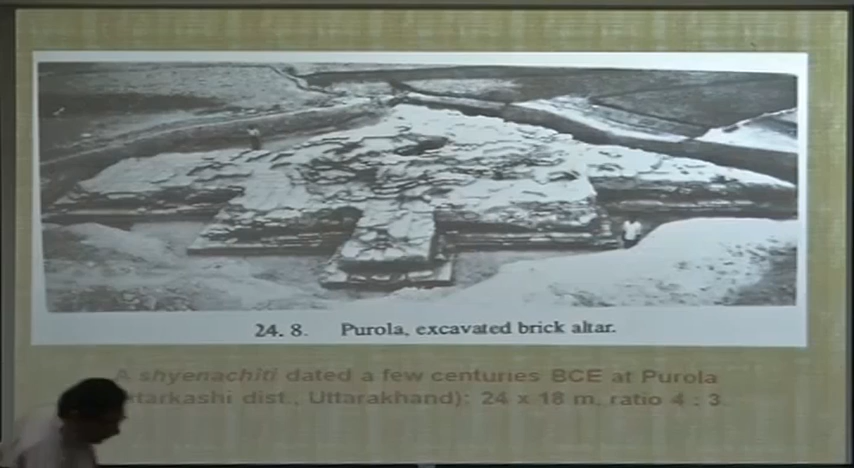 24. 8. Purola, excavated brick altar.
A shyenachiti dated a few centuries BCE at Purola
tarkashi dist., Uttarakhand): 24 x 18 m, ratio 4 : 3